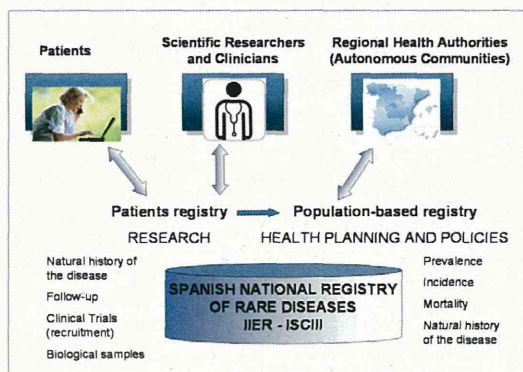 Patients
Scientific Researchers
and Clinicians
Regional Health Authorities
(Autonomous Communities)
Patients registry
Population-based registry
RESEARCH
HEALTH PLANNING AND POLICIES
Natural history of
the disease
Follow-up
Clinical Trials
(recruitment)
Biological samples
SPANISH NATIONAL REGISTRY
OF RARE DISEASES
IIER - ISCIII
Prevalence
Incidence
Mortality
Natural history
of the disease